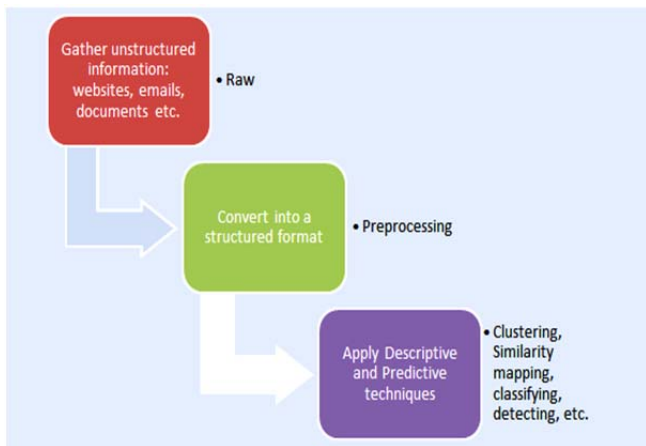 Gather unstructured
information:
websites, emails,
documents etc.
• Raw
Convert into a
structured format
• Preprocessing
Apply Descriptive
and Predictive
techniques
• Clustering,
Similarity
mapping,
classifying,
detecting, etc.